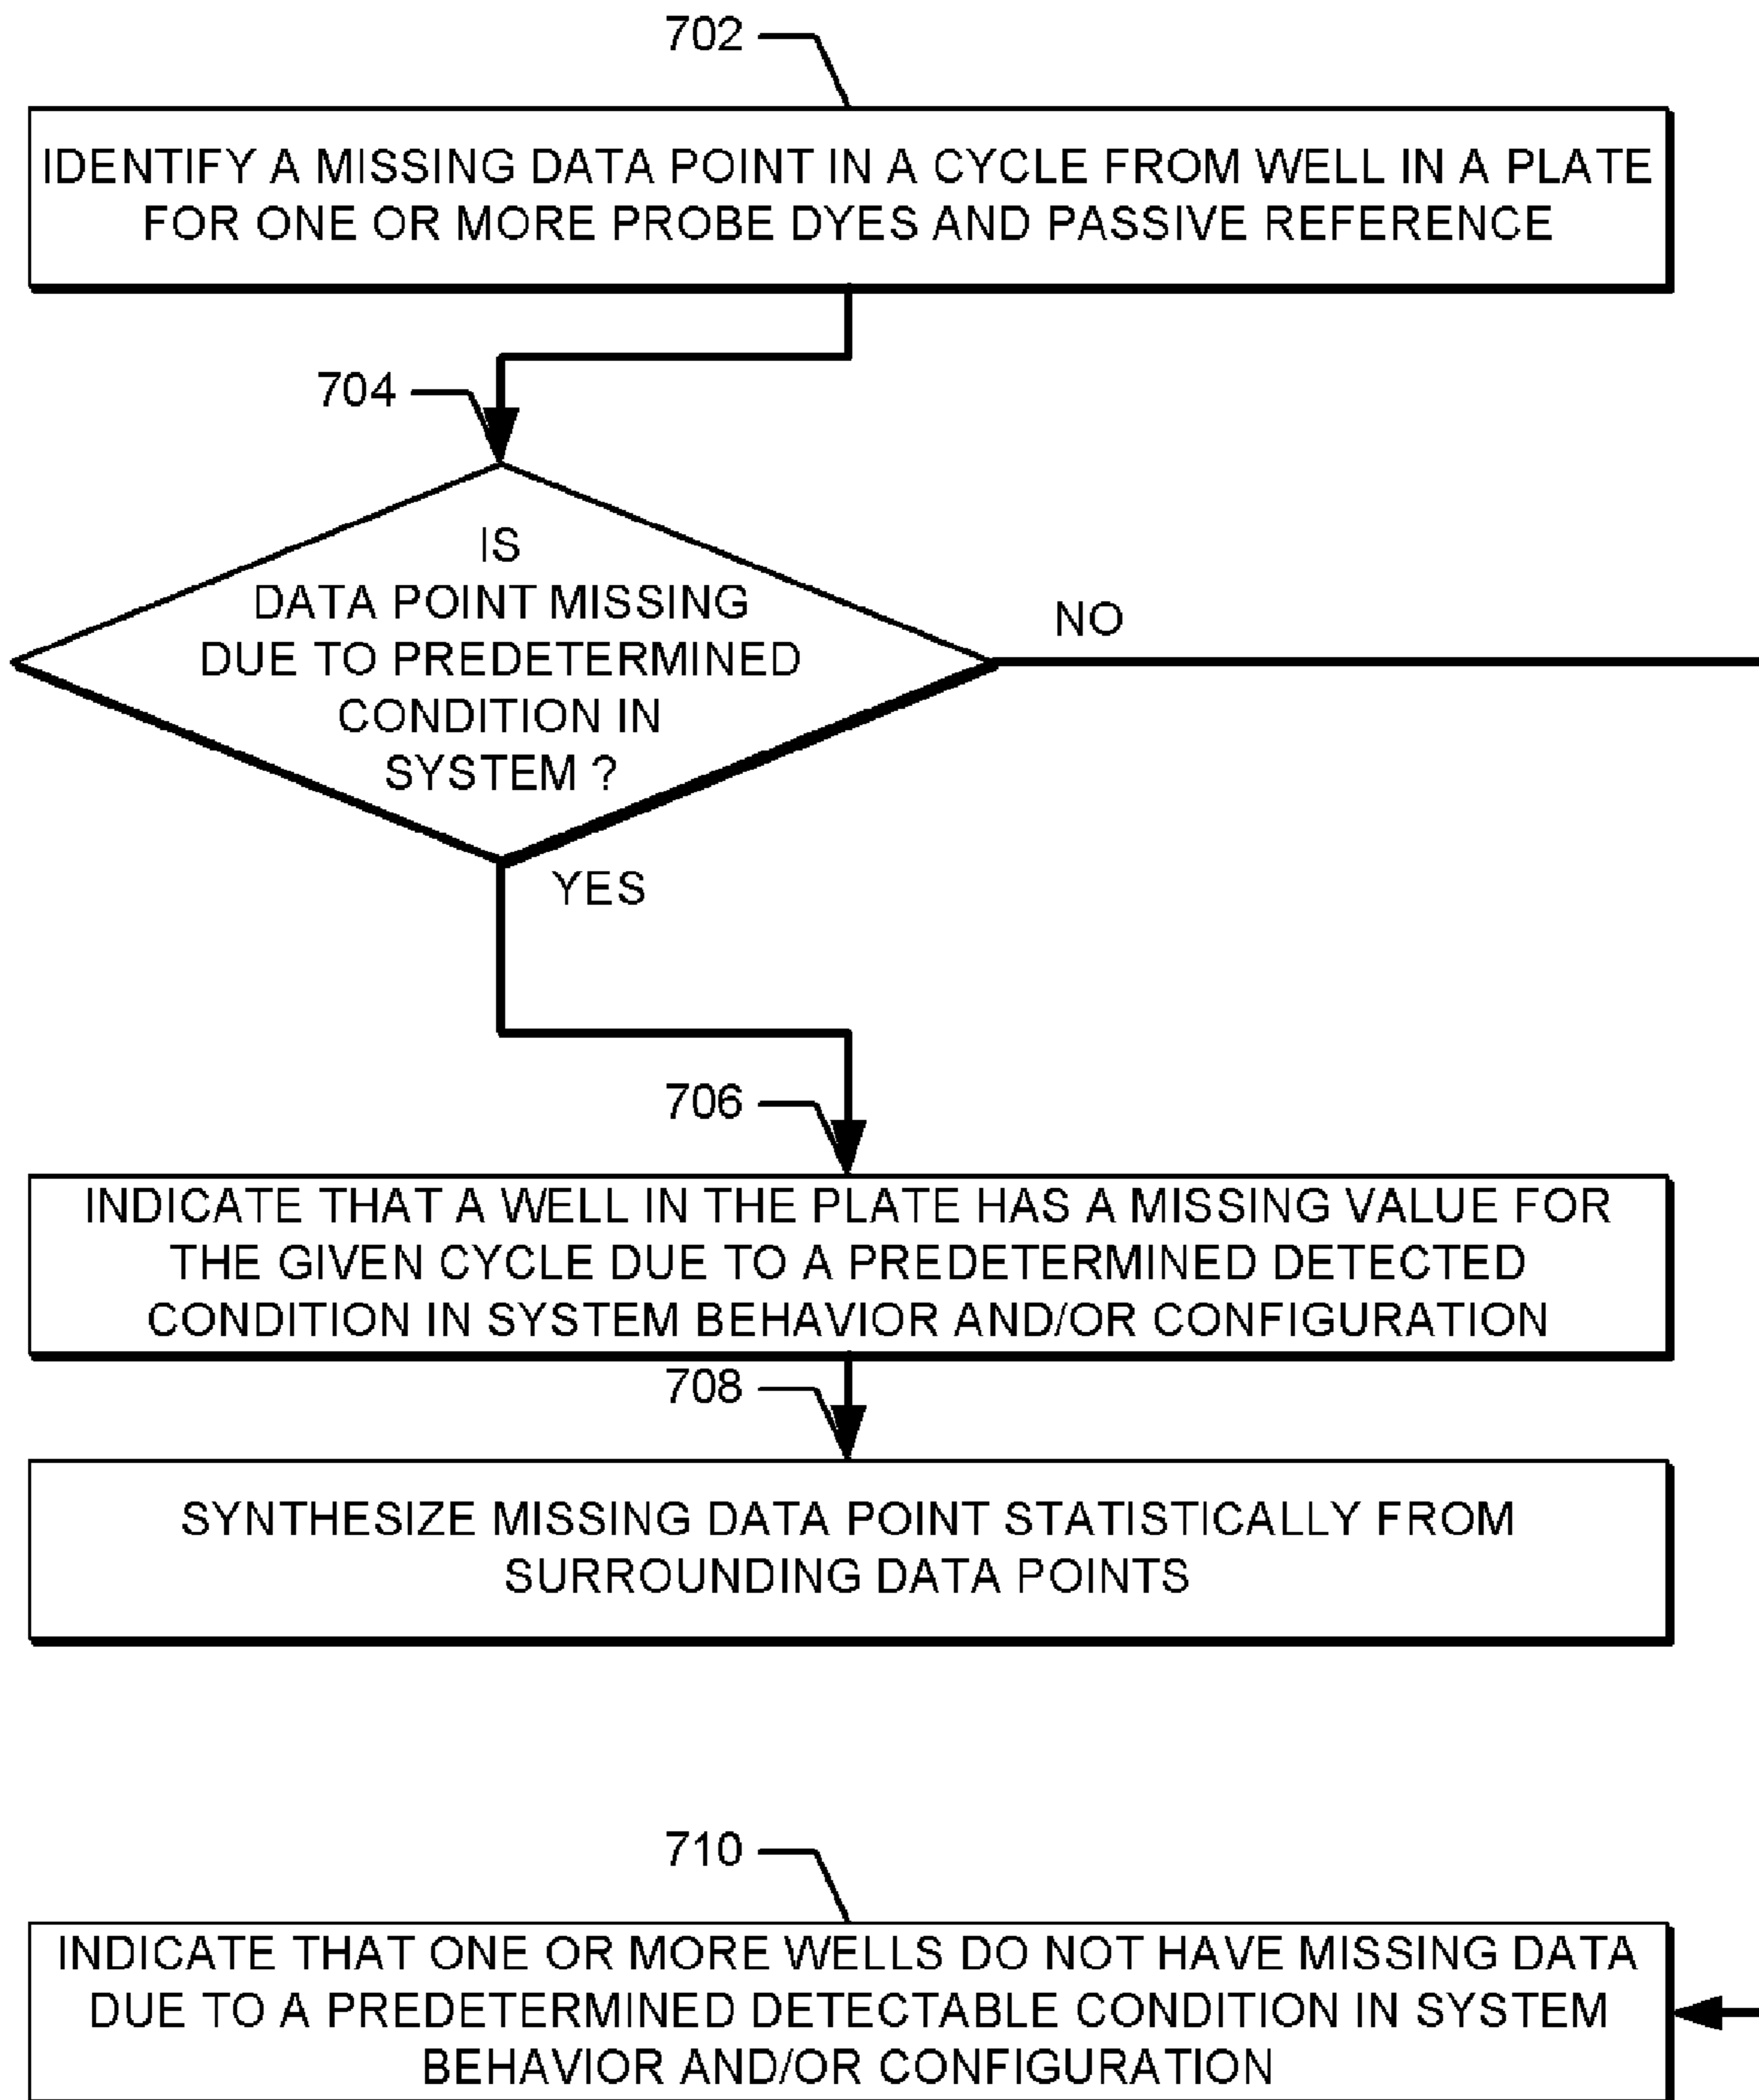 702
IDENTIFY A MISSING DATA POINT IN A CYCLE FROM WELL IN A PLATE
FOR ONE OR MORE PROBE DYES AND PASSIVE REFERENCE
704
IS
DATA POINT MISSING
DUE TO PREDETERMINED
CONDITION IN
SYSTEM ?
NO
YES
706
INDICATE THAT A WELL IN THE PLATE HAS A MISSING VALUE FOR
THE GIVEN CYCLE DUE TO A PREDETERMINED DETECTED
CONDITION IN SYSTEM BEHAVIOR AND/OR CONFIGURATION
708
SYNTHESIZE MISSING DATA POINT STATISTICALLY FROM
SURROUNDING DATA POINTS
710
INDICATE THAT ONE OR MORE WELLS DO NOT HAVE MISSING DATA
DUE TO A PREDETERMINED DETECTABLE CONDITION IN SYSTEM
BEHAVIOR AND/OR CONFIGURATION